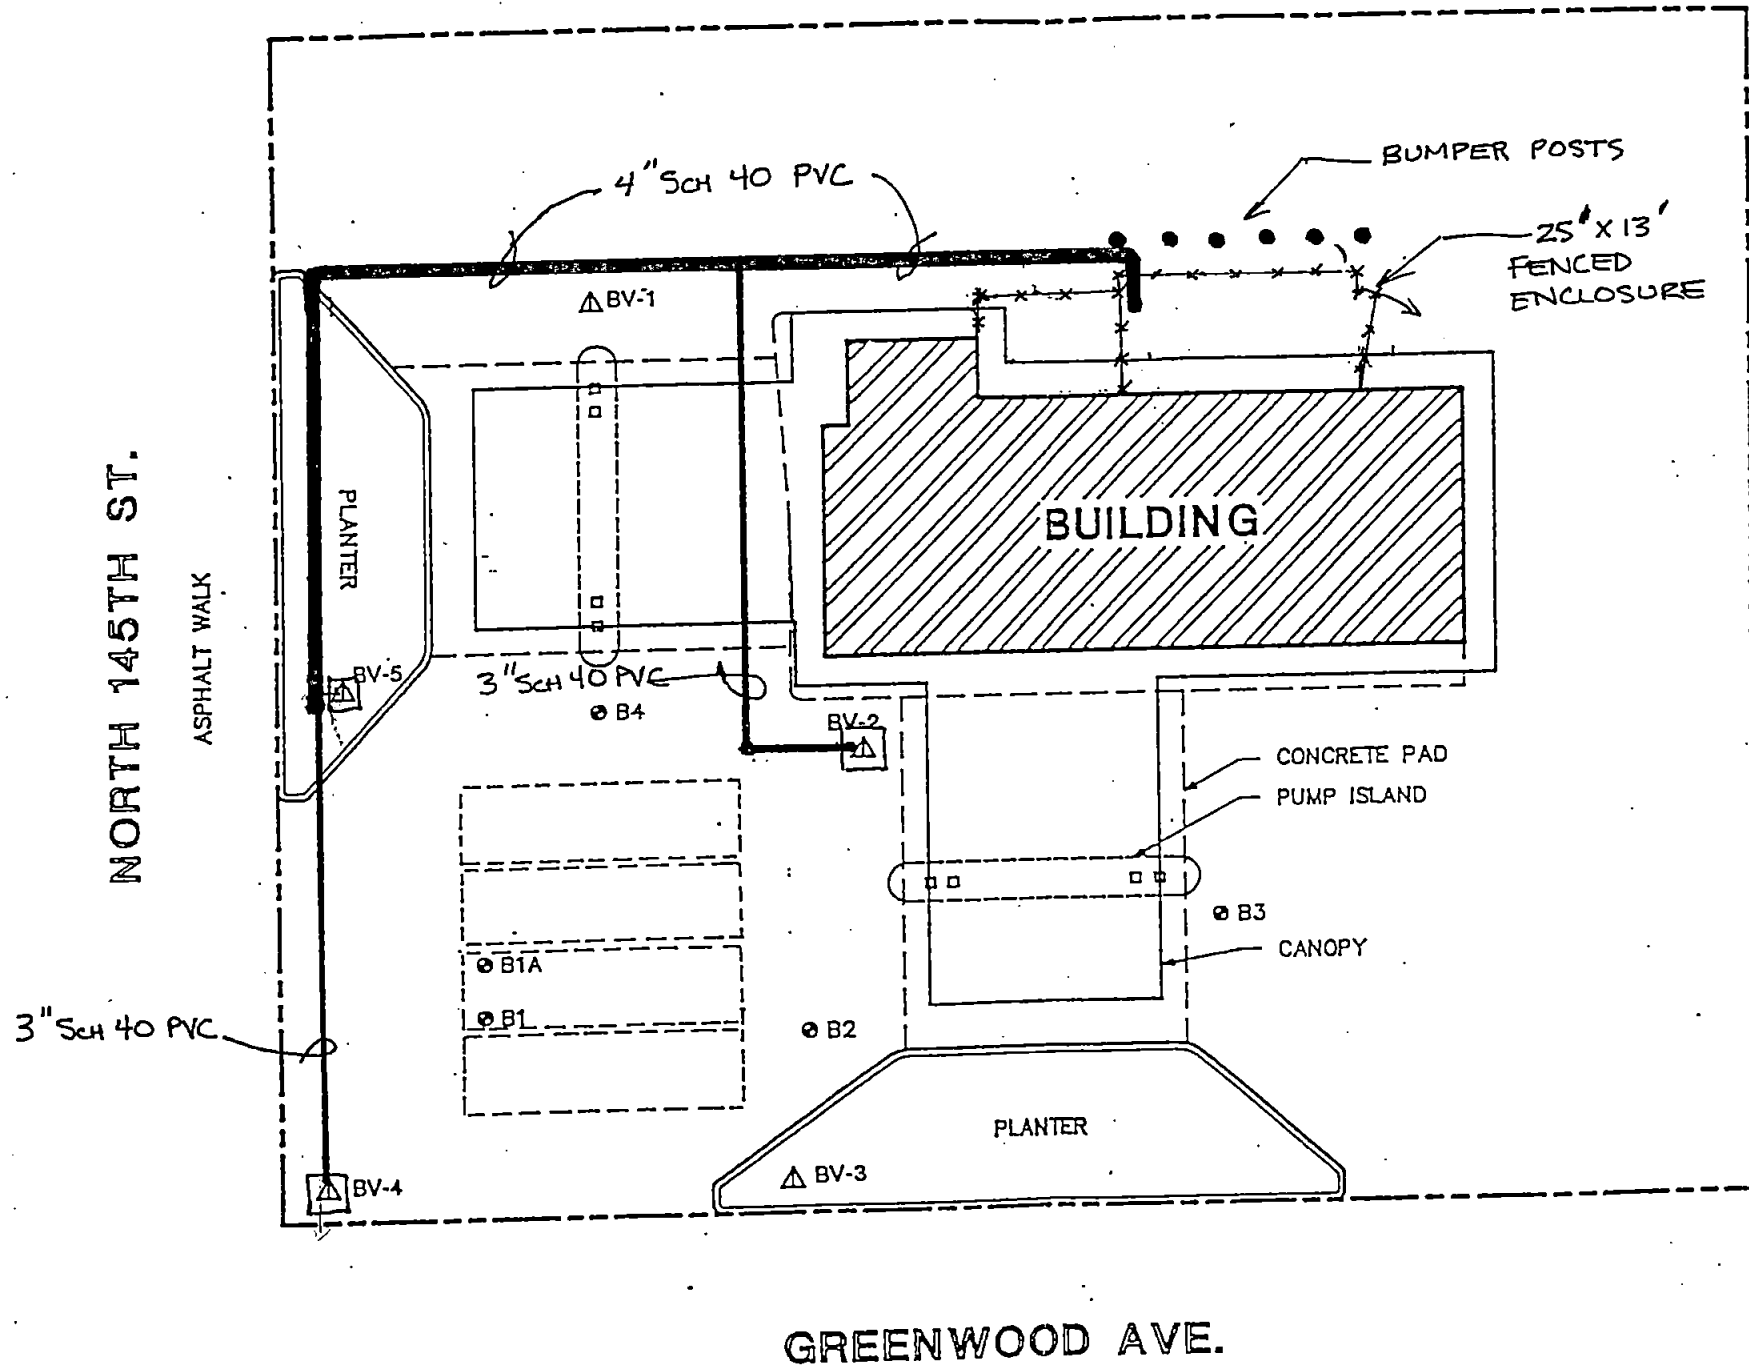 BUMPER POSTS
4" SCH 40 PVC
25' X 13'
FENCED
ENCLOSURE
BV-1
PLANTER
NORTH 145TH ST.
ASPHALT WALK
BUILDING
BV-5
3" SCH 40 PVC
B4
BV-2
CONCRETE PAD
PUMP ISLAND
B3
CANOPY
B1A
B1
B2
3" SCH 40 PVC
PLANTER
BV-3
BV-4
GREENWOOD AVE.